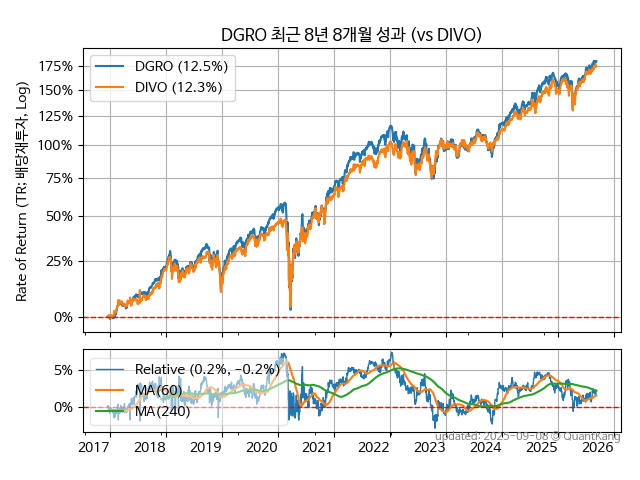 DGRO 최근 8년 8개월 성과 (vs DIVO)
Rate of Return (TR; 배당재투자, Log)
175%
150%
125%
100%
75%
50%
25%
0%
DGRO (12.5%)
DIVO (12.3%)
5%
0%
Relative (0.2%, −0.2%)
MA(60)
MA(240)
updated: 2025-09-08 © QuantKang
2017 2018 2019 2020 2021 2022 2023 2024 2025 2026